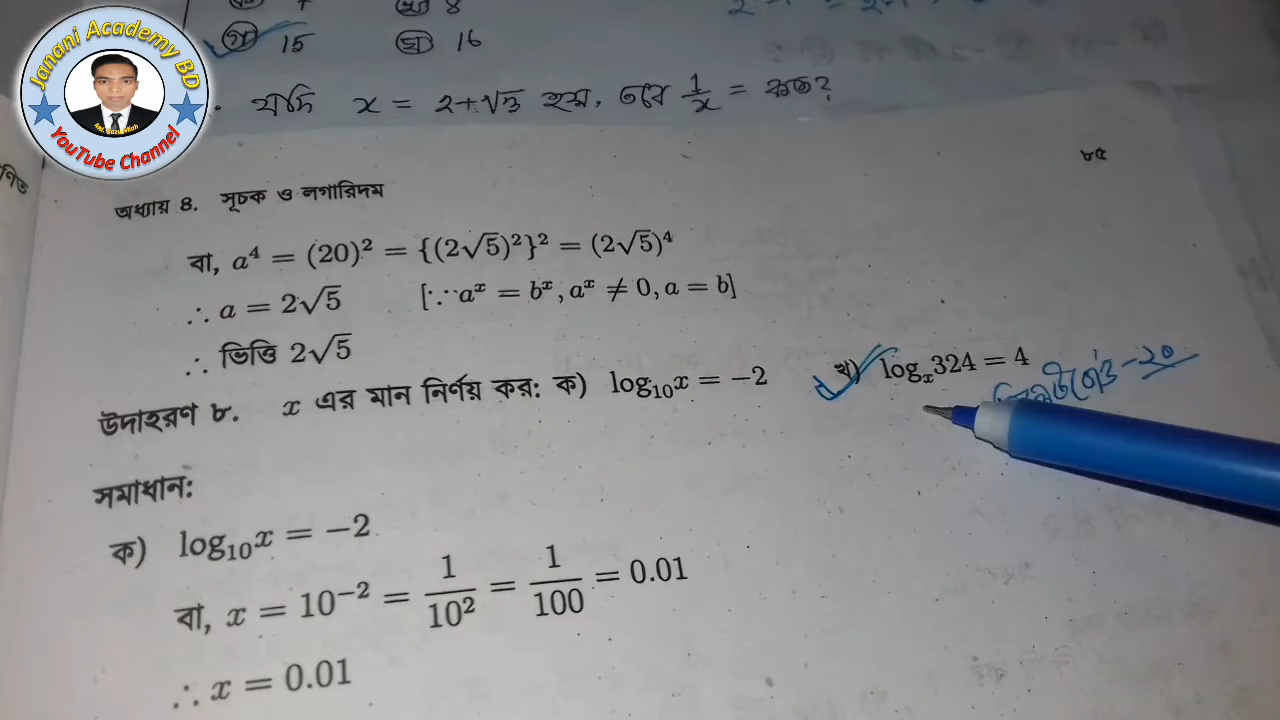 Janani Academy BD
YouTube Channel
15
ঘ 16
যদি x = 2+√3 হয়, তবে 1/x = কত?
৮৫
অধ্যায় 4. সূচক ও লগারিদম
বা, a⁴ = (20)² = {(2√5)²}² = (2√5)⁴
∴ a = 2√5 [∵ aˣ = bˣ, aˣ ≠ 0, a = b]
∴ ভিত্তি 2√5
উদাহরণ ৮. x এর মান নির্ণয় কর: ক) log₁₀x = −2 খ) logₓ324 = 4
সমাধান:
ক) log₁₀x = −2
বা, x = 10⁻² = 1/10² = 1/100 = 0.01
∴ x = 0.01